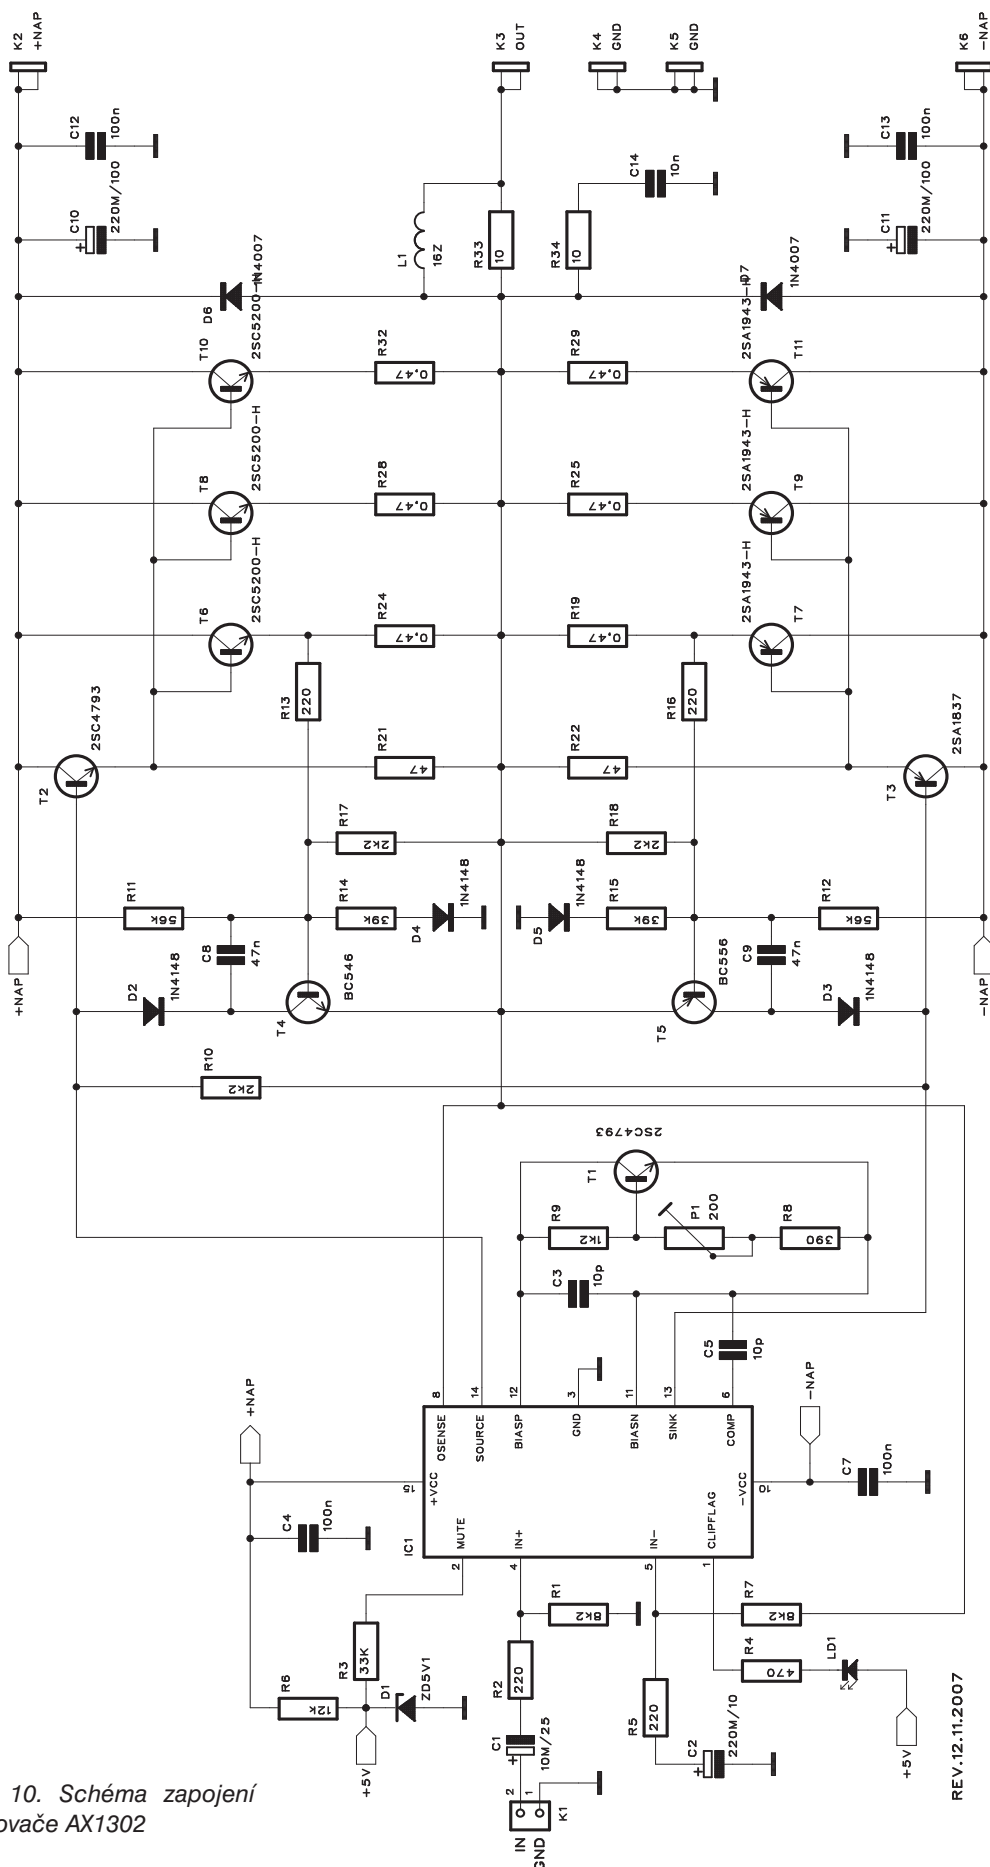 K2
+NAP
K3
OUT
K4
GND
K5
GND
K6
-NAP
C12
100n
C10
220M/100
C14
10n
C13
100n
C11
220M/100
L1
16Z
R33
10
R34
10
D6
1N4007
D7
1N4007
T10
2SC5200-H
R32
0,47
R29
0,47
T11
2SA1943-H
T8
2SC5200-H
R28
0,47
R25
0,47
T9
2SA1943-H
T6
2SC5200-H
R24
0,47
R19
0,47
T7
2SA1943-H
R13
220
R16
220
T2
2SC4793
R21
47
R22
47
T3
2SA1837
R17
2k2
R18
2k2
R11
56k
R14
39k
R15
39k
R12
56k
+NAP
C8
47n
D4
1N4148
D5
1N4148
C9
47n
-NAP
D2
1N4148
T4
BC546
T5
BC556
D3
1N4148
R10
2k2
2SC4793
T1
R9
1k2
P1
200
R8
390
C3
10p
C5
10p
+NAP
-NAP
8
14
12
3
11
13
6
OSENSE
SOURCE
BIASP
GND
BIASN
SINK
COMP
15
+VCC
-VCC
10
C4
100n
C7
100n
IC1
MUTE
IN+
IN-
CLIPFLAG
2
4
5
1
R1
8k2
R7
8k2
R3
33K
R6
12k
D1
ZD5V1
+5V
R2
220
R5
220
R4
470
LD1
C1
10M/25
C2
220M/10
+5V
2
1
K1
IN
GND
REV.12.11.2007
10. Schéma zapojení
ovače AX1302